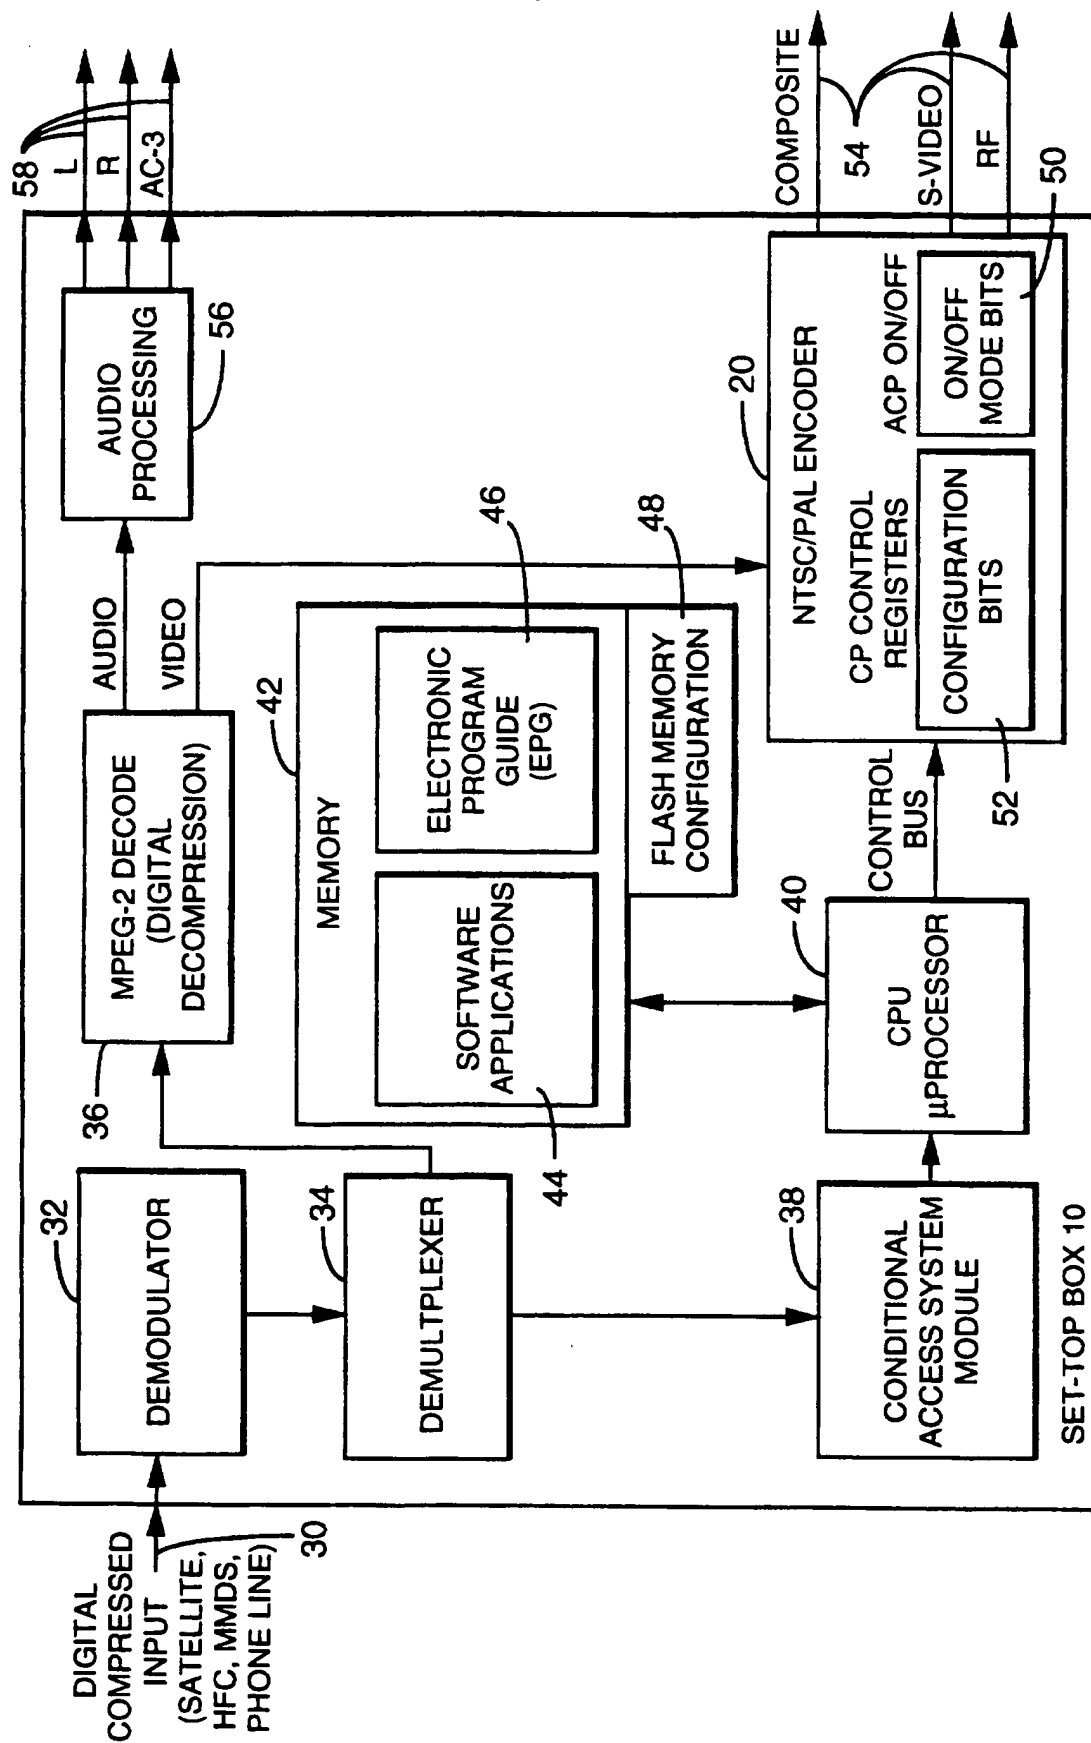 DIGITAL
COMPRESSED
INPUT
(SATELLITE,
HFC, MMDS,
PHONE LINE)
30
32
DEMODULATOR
34
DEMULTPLEXER
36
MPEG-2 DECODE
(DIGITAL
DECOMPRESSION)
AUDIO
VIDEO
AUDIO
PROCESSING
56
58
L
R
AC-3
42
MEMORY
SOFTWARE
APPLICATIONS
44
ELECTRONIC
PROGRAM
GUIDE
(EPG)
46
FLASH MEMORY
CONFIGURATION
48
38
CONDITIONAL
ACCESS SYSTEM
MODULE
40
CPU
µPROCESSOR
CONTROL
BUS
20
NTSC/PAL ENCODER
CP CONTROL
REGISTERS
ACP ON/OFF
CONFIGURATION
BITS
52
ON/OFF
MODE BITS
50
COMPOSITE
54
S-VIDEO
RF
SET-TOP BOX 10